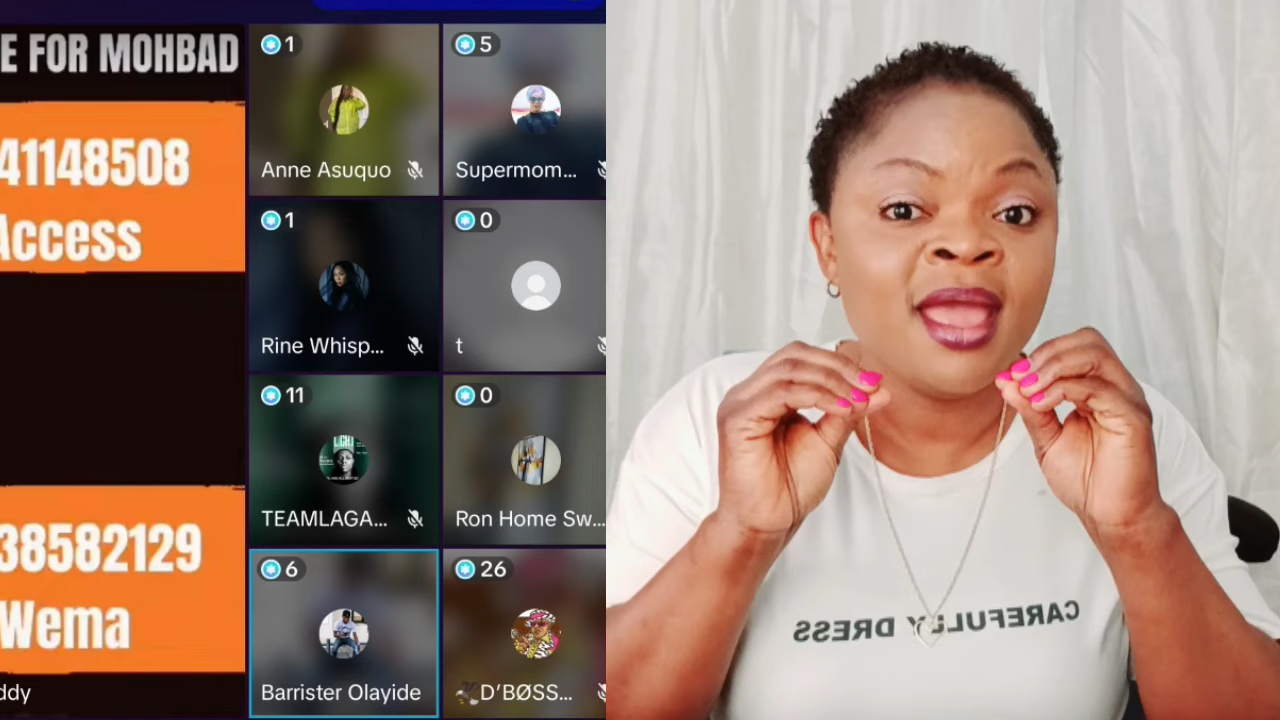 E FOR MOHBAD
41148508
Access
38582129
Wema
ddy
1
Anne Asuquo
5
Supermom...
1
Rine Whisp...
0
t
11
TEAMLAGA...
0
Ron Home Sw...
6
Barrister Olayide
26
D'BØSS...
CAREFULLY DRESS